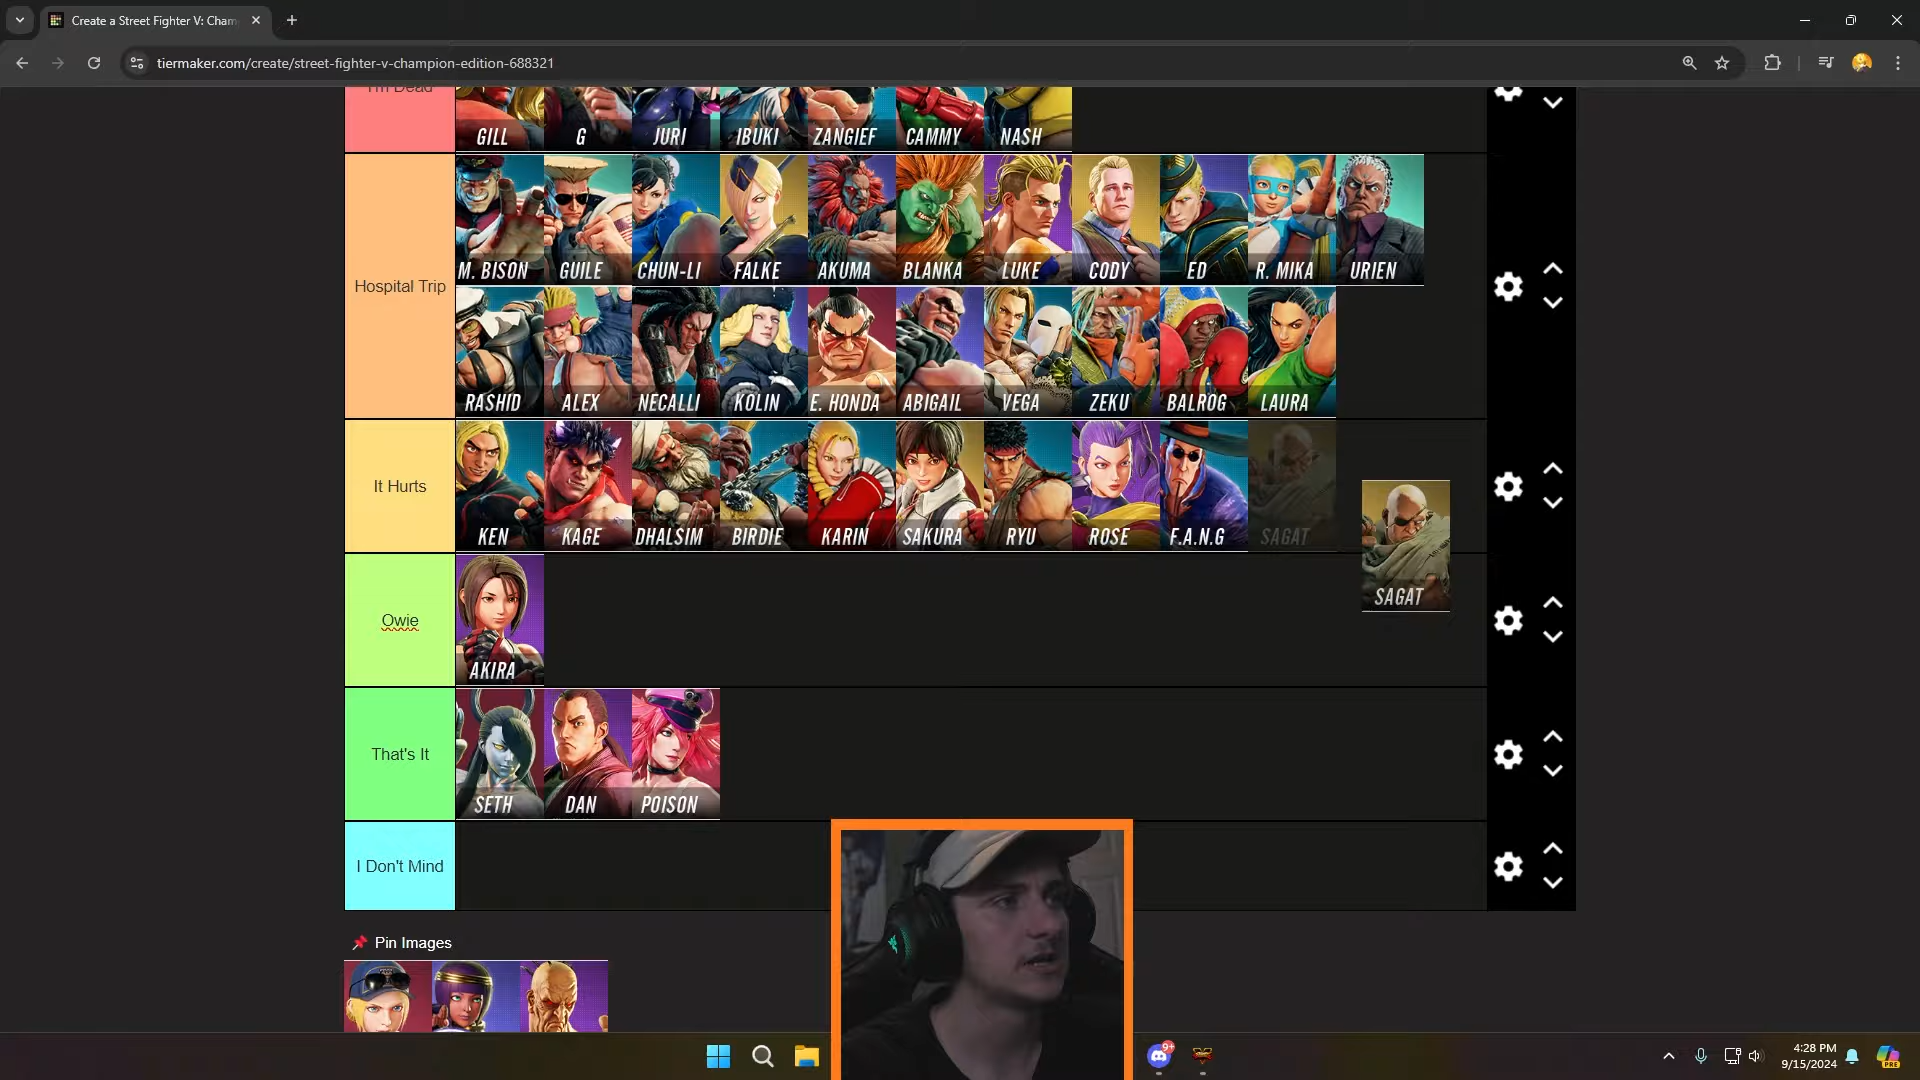 Create a Street Fighter V: Cham
tiermaker.com/create/street-fighter-v-champion-edition-688321
I'm Dead
GILL G JURI IBUKI ZANGIEF CAMMY NASH
Hospital Trip
M. BISON GUILE CHUN-LI FALKE AKUMA BLANKA LUKE CODY ED R. MIKA URIEN
RASHID ALEX NECALLI KOLIN E. HONDA ABIGAIL VEGA ZEKU BALROG LAURA
It Hurts
KEN KAGE DHALSIM BIRDIE KARIN SAKURA RYU ROSE F.A.N.G SAGAT
SAGAT
Owie
AKIRA
That's It
SETH DAN POISON
I Don't Mind
Pin Images
9+
4:28 PM
9/15/2024
PRE